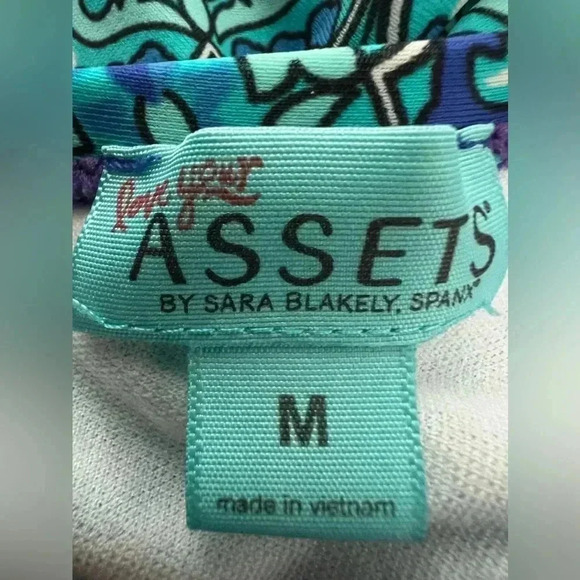 love your
ASSETS
BY SARA BLAKELY, SPANX
M
made in vietnam